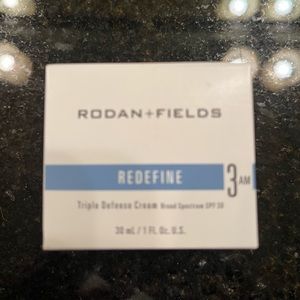 RODAN+FIELDS
REDEFINE
3 AM
Triple Defense Cream Broad Spectrum SPF 30
30 mL / 1 Fl. Oz. U.S.